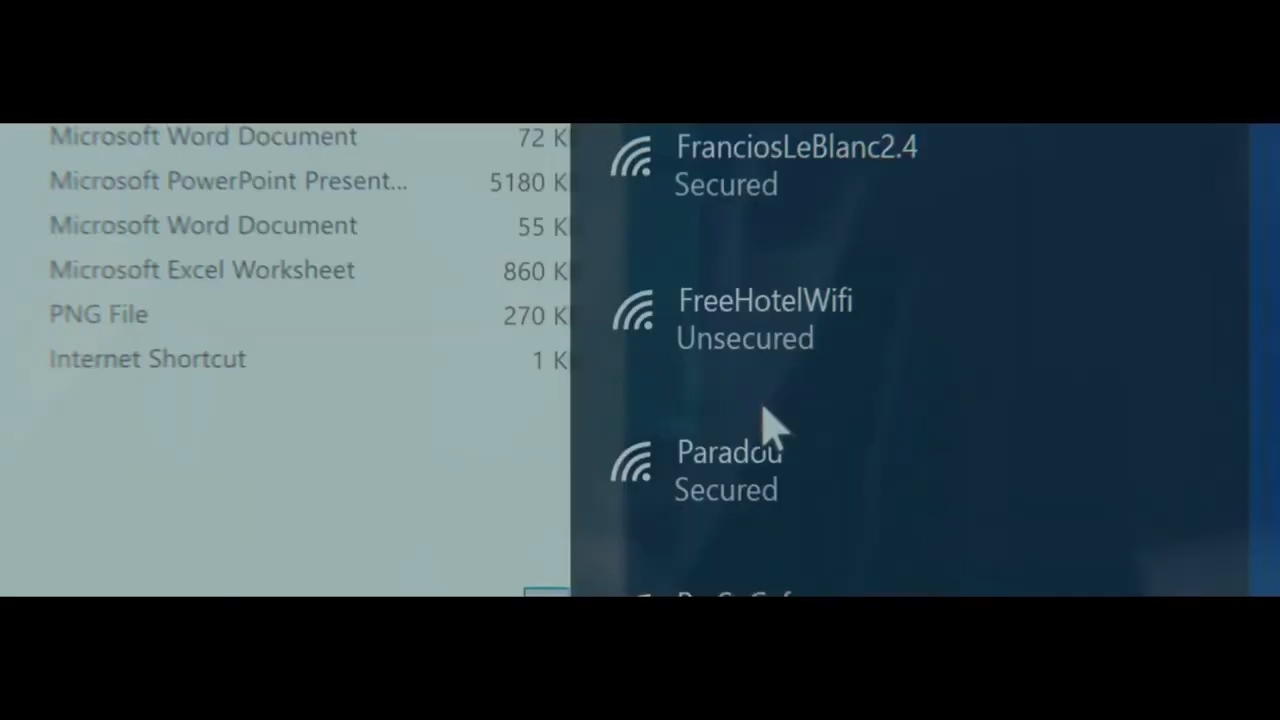 Microsoft Word Document 72 K
Microsoft PowerPoint Present... 5180 K
Microsoft Word Document 55 K
Microsoft Excel Worksheet 860 K
PNG File 270 K
Internet Shortcut 1 K
FranciosLeBlanc2.4
Secured
FreeHotelWifi
Unsecured
Paradou
Secured